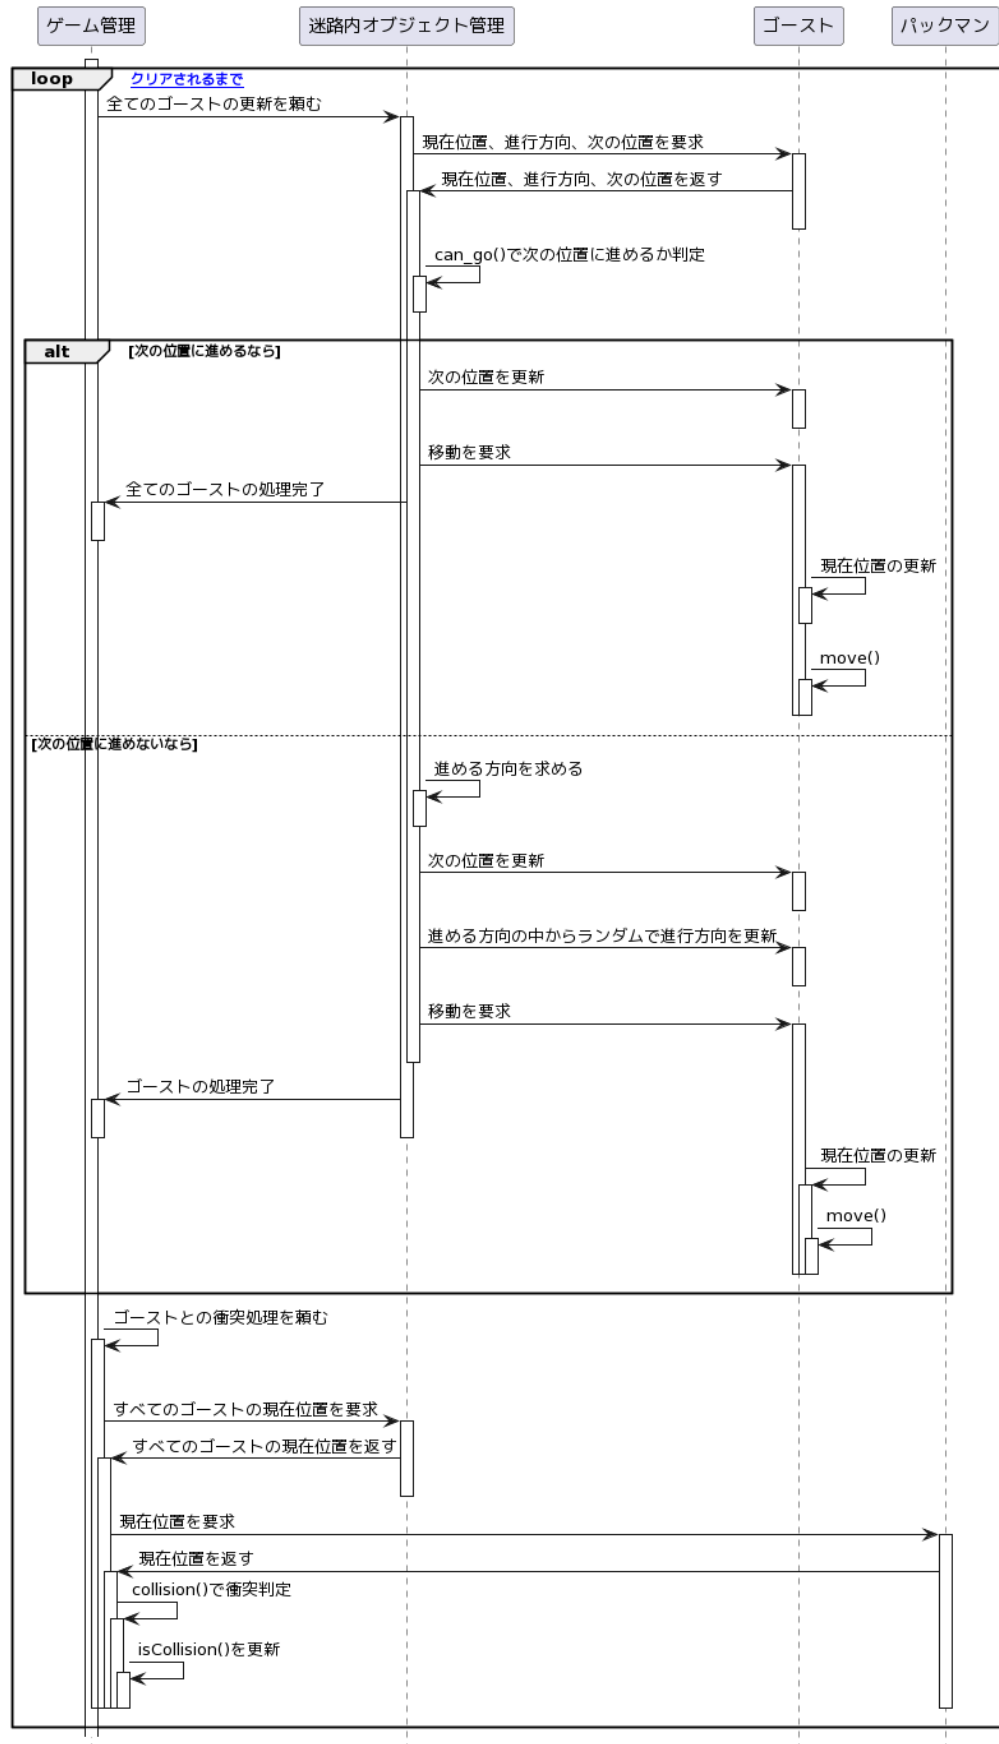 ゲーム管理
迷路内オブジェクト管理
ゴースト
パックマン
loop
クリアされるまで
全てのゴーストの更新を頼む
現在位置、進行方向、次の位置を要求
現在位置、進行方向、次の位置を返す
can_go()で次の位置に進めるか判定
alt
[次の位置に進めるなら]
次の位置を更新
移動を要求
全てのゴーストの処理完了
現在位置の更新
move()
[次の位置に進めないなら]
進める方向を求める
次の位置を更新
進める方向の中からランダムで進行方向を更新
移動を要求
ゴーストの処理完了
現在位置の更新
move()
ゴーストとの衝突処理を頼む
すべてのゴーストの現在位置を要求
すべてのゴーストの現在位置を返す
現在位置を要求
現在位置を返す
collision()で衝突判定
isCollision()を更新